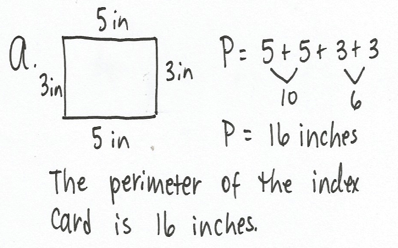 5 in
a.
3in
3in
5 in
P = 5 + 5 + 3 + 3
10
6
P = 16 inches
The perimeter of the index
Card is 16 inches.